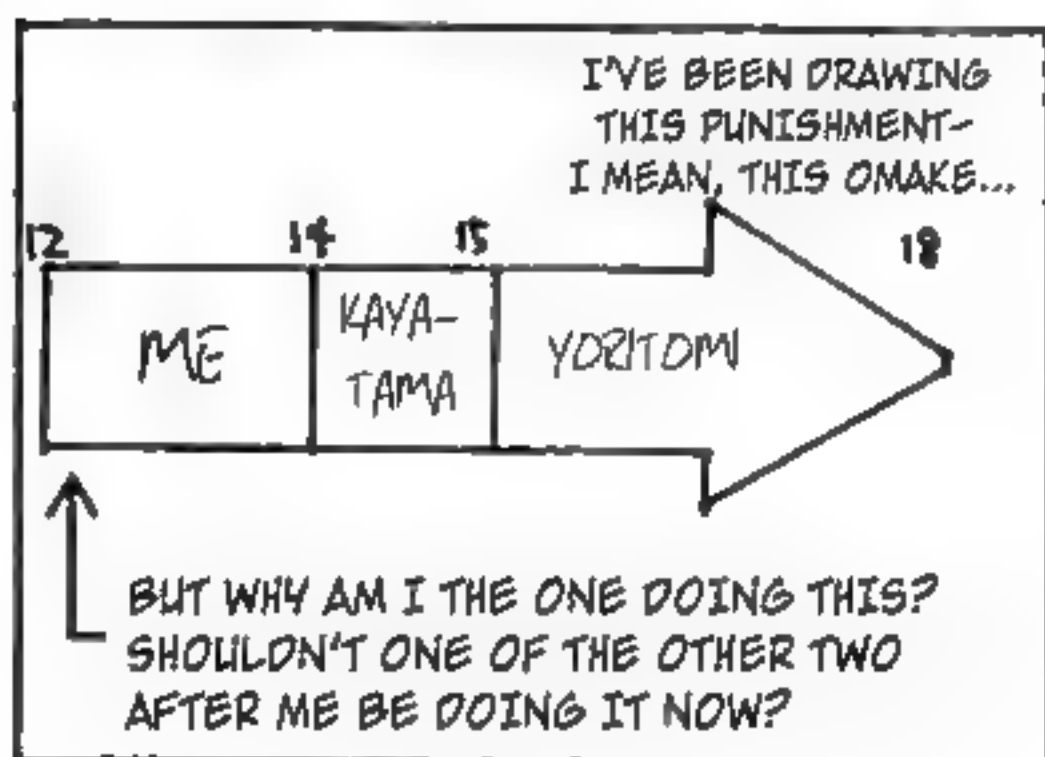 I'VE BEEN DRAWING
THIS PUNISHMENT-
I MEAN, THIS OMAKE...
12
14
15
18
ME
KAYA-
TAMA
YORITOMI
BUT WHY AM I THE ONE DOING THIS?
SHOULDN'T ONE OF THE OTHER TWO
AFTER ME BE DOING IT NOW?